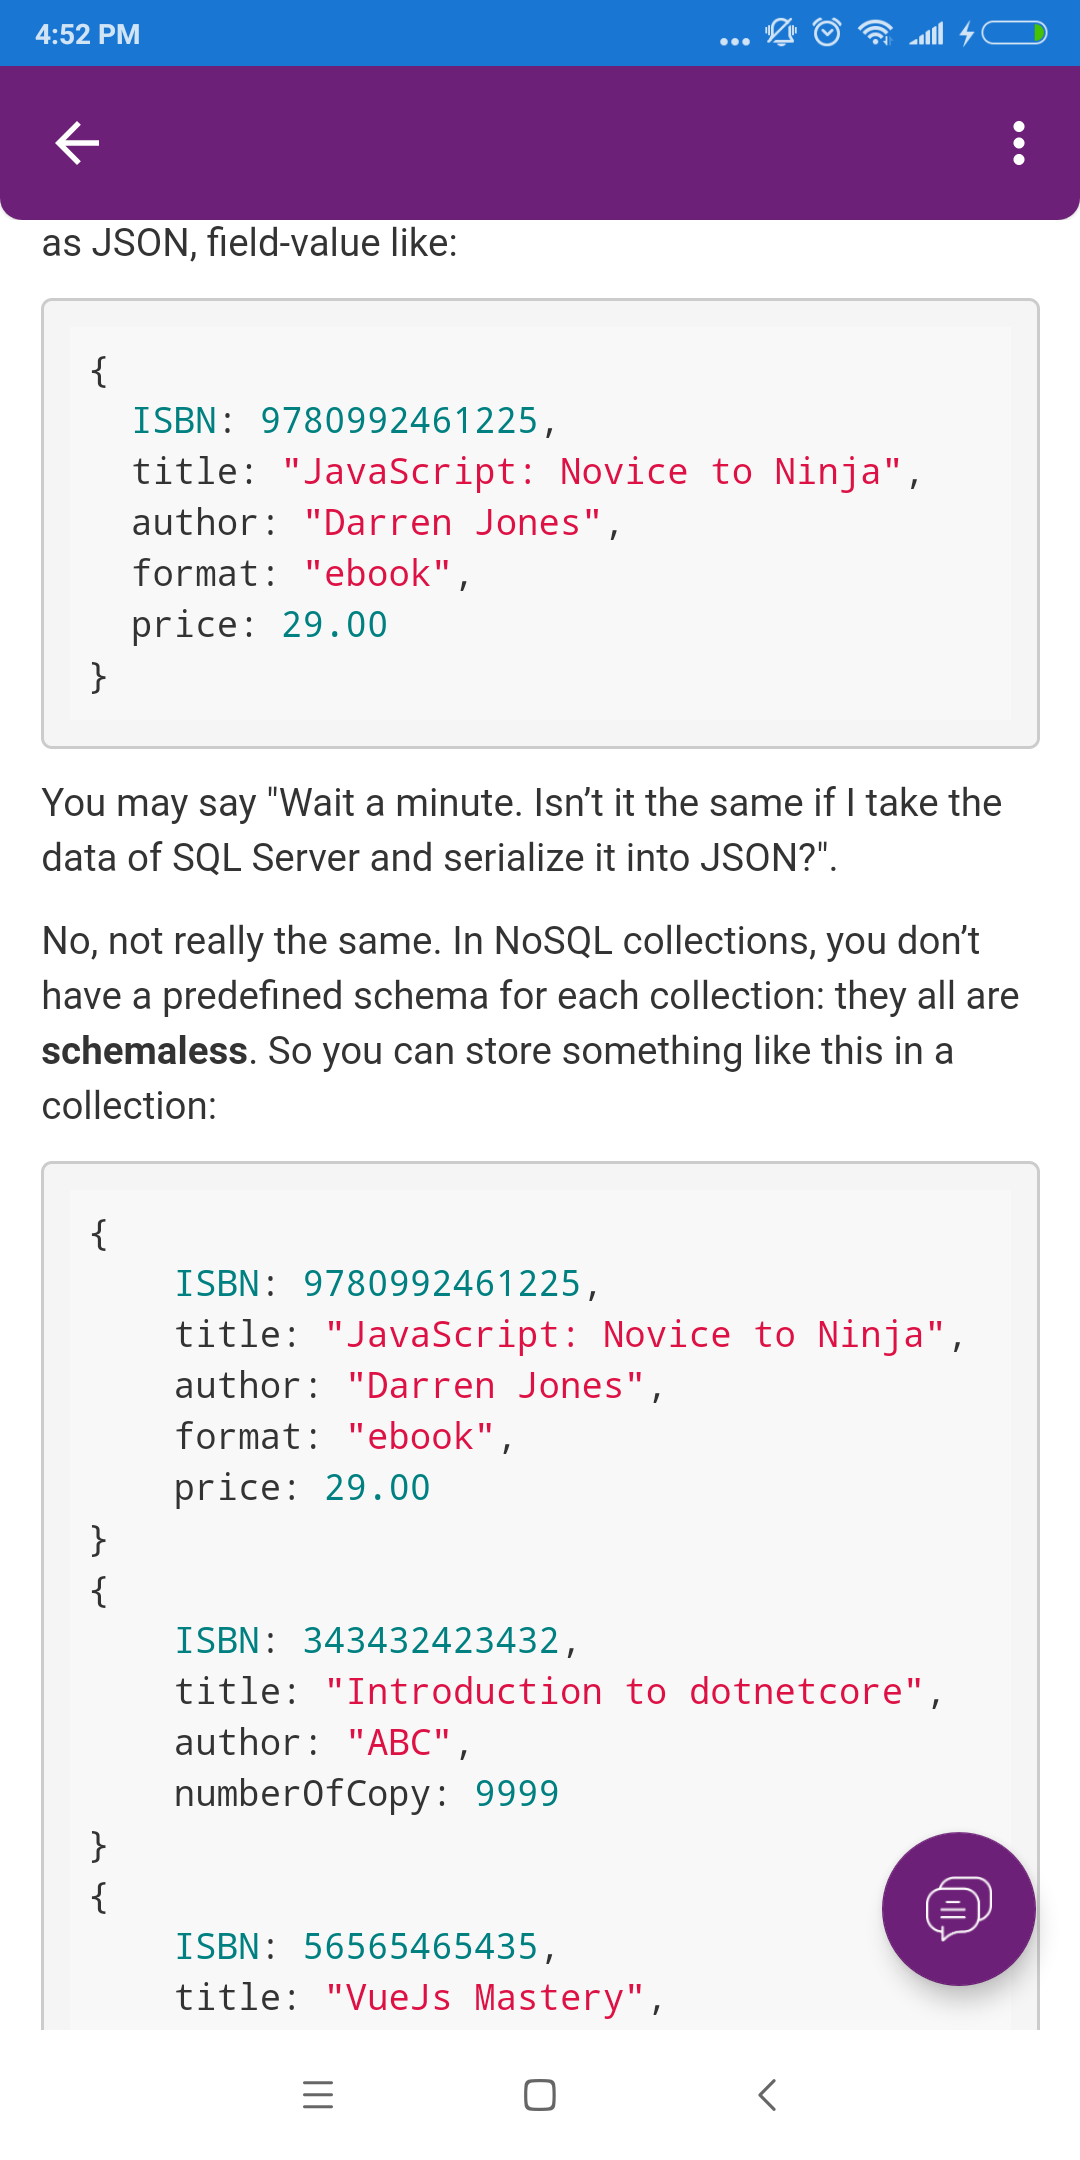 4:52 PM
as JSON, field-value like:
{
  ISBN: 9780992461225,
  title: "JavaScript: Novice to Ninja",
  author: "Darren Jones",
  format: "ebook",
  price: 29.00
}
You may say "Wait a minute. Isn’t it the same if I take the
data of SQL Server and serialize it into JSON?".
No, not really the same. In NoSQL collections, you don’t
have a predefined schema for each collection: they all are
schemaless. So you can store something like this in a
collection:
{
    ISBN: 9780992461225,
    title: "JavaScript: Novice to Ninja",
    author: "Darren Jones",
    format: "ebook",
    price: 29.00
}
{
    ISBN: 343432423432,
    title: "Introduction to dotnetcore",
    author: "ABC",
    numberOfCopy: 9999
}
{
    ISBN: 56565465435,
    title: "VueJs Mastery",